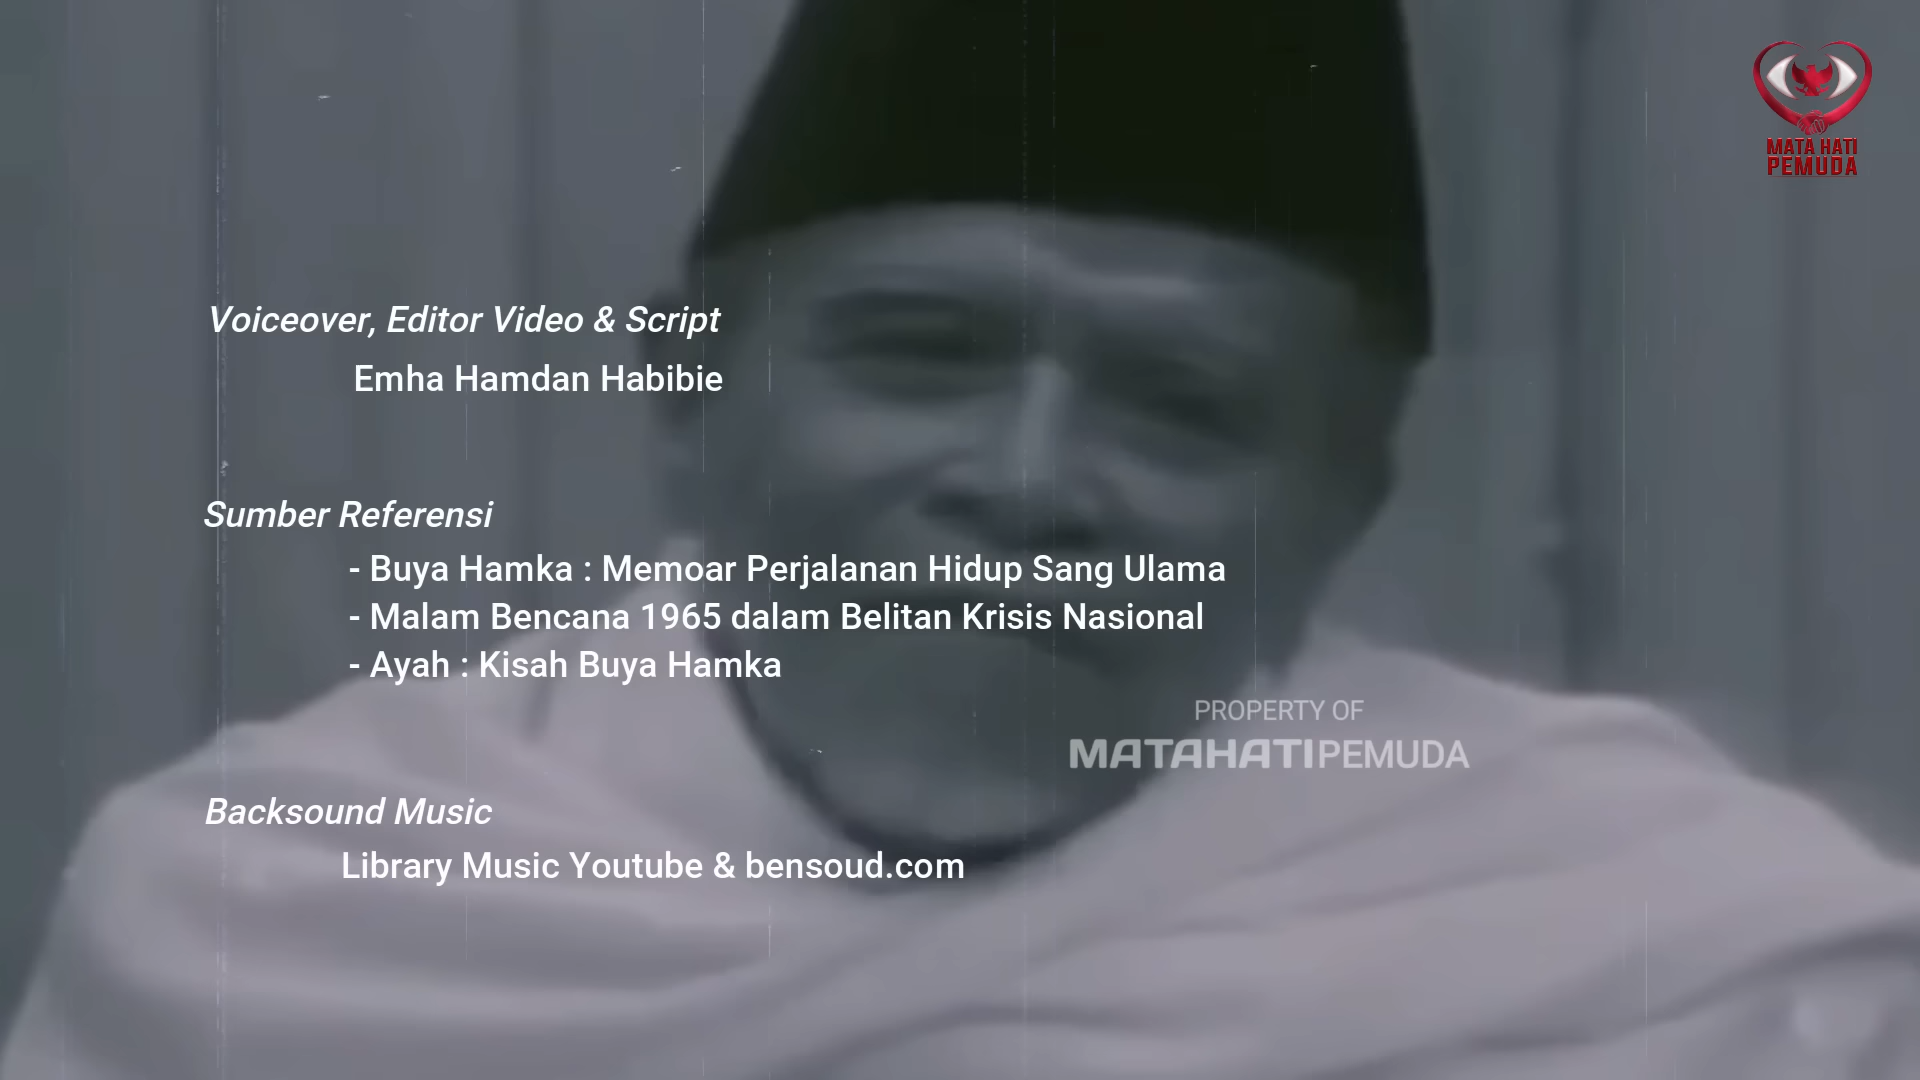 MATA HATI
PEMUDA
Voiceover, Editor Video & Script
Emha Hamdan Habibie
Sumber Referensi
- Buya Hamka : Memoar Perjalanan Hidup Sang Ulama
- Malam Bencana 1965 dalam Belitan Krisis Nasional
- Ayah : Kisah Buya Hamka
PROPERTY OF
MATAHATIPEMUDA
Backsound Music
Library Music Youtube & bensoud.com